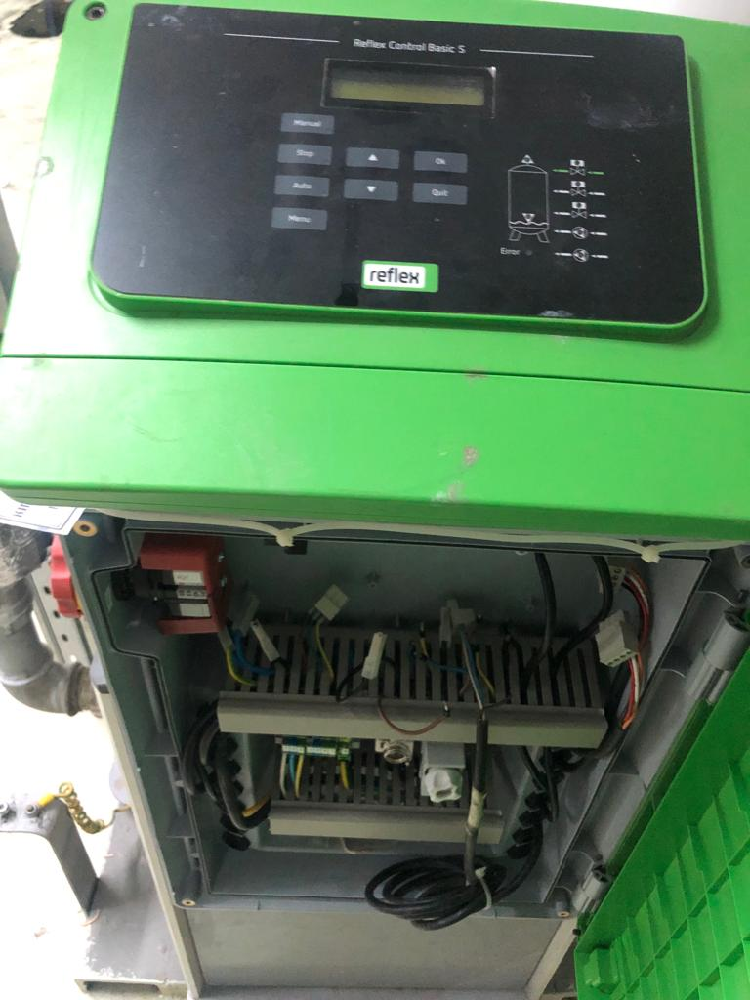 Reflex Control Basic S
Manual
Stop
▲
Ok
Auto
▼
Quit
Menu
Error
reflex